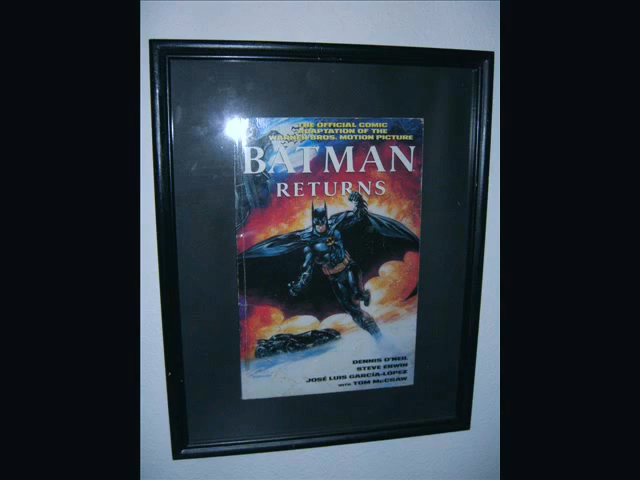 THE OFFICIAL COMIC
ADAPTATION OF THE
WARNER BROS. MOTION PICTURE
BATMAN
RETURNS
DENNIS O'NEIL
STEVE ERWIN
JOSÉ LUIS GARCÍA-LÓPEZ
WITH TOM McCRAW